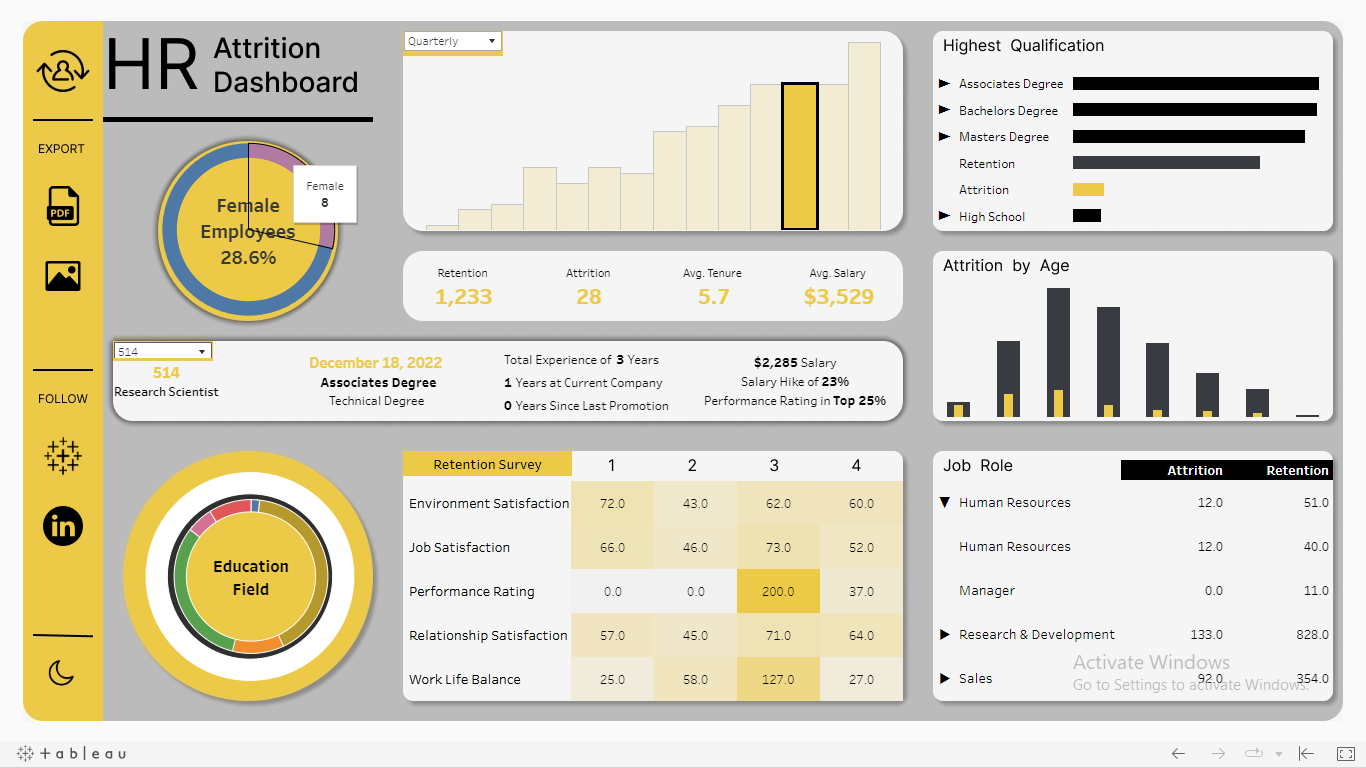 HR Attrition
Dashboard
EXPORT
PDF
FOLLOW
in
Female
Employees
28.6%
Female
8
Quarterly
Retention Attrition Avg. Tenure Avg. Salary
1,233 28 5.7 $3,529
514
514
Research Scientist
December 18, 2022
Associates Degree
Technical Degree
Total Experience of 3 Years
1 Years at Current Company
0 Years Since Last Promotion
$2,285 Salary
Salary Hike of 23%
Performance Rating in Top 25%
Education
Field
Retention Survey 1 2 3 4
Environment Satisfaction 72.0 43.0 62.0 60.0
Job Satisfaction 66.0 46.0 73.0 52.0
Performance Rating 0.0 0.0 200.0 37.0
Relationship Satisfaction 57.0 45.0 71.0 64.0
Work Life Balance 25.0 58.0 127.0 27.0
Highest Qualification
Associates Degree
Bachelors Degree
Masters Degree
Retention
Attrition
High School
Attrition by Age
Job Role Attrition Retention
Human Resources 12.0 51.0
Human Resources 12.0 40.0
Manager 0.0 11.0
Research & Development 133.0 828.0
Sales 92.0 354.0
Activate Windows
Go to Settings to activate Windows.
+ableau